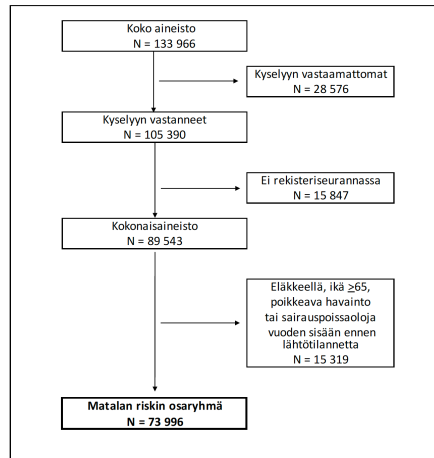 Koko aineisto
N = 133 966
Kyselyyn vastaamattomat
N = 28 576
Kyselyyn vastanneet
N = 105 390
Ei rekisteriseurannassa
N = 15 847
Kokonaisaineisto
N = 89 543
Eläkkeellä, ikä ≥65,
poikkeava havainto
tai sairauspoissaoloja
vuoden sisään ennen
lähtötilannetta
N = 15 319
Matalan riskin osaryhmä
N = 73 996